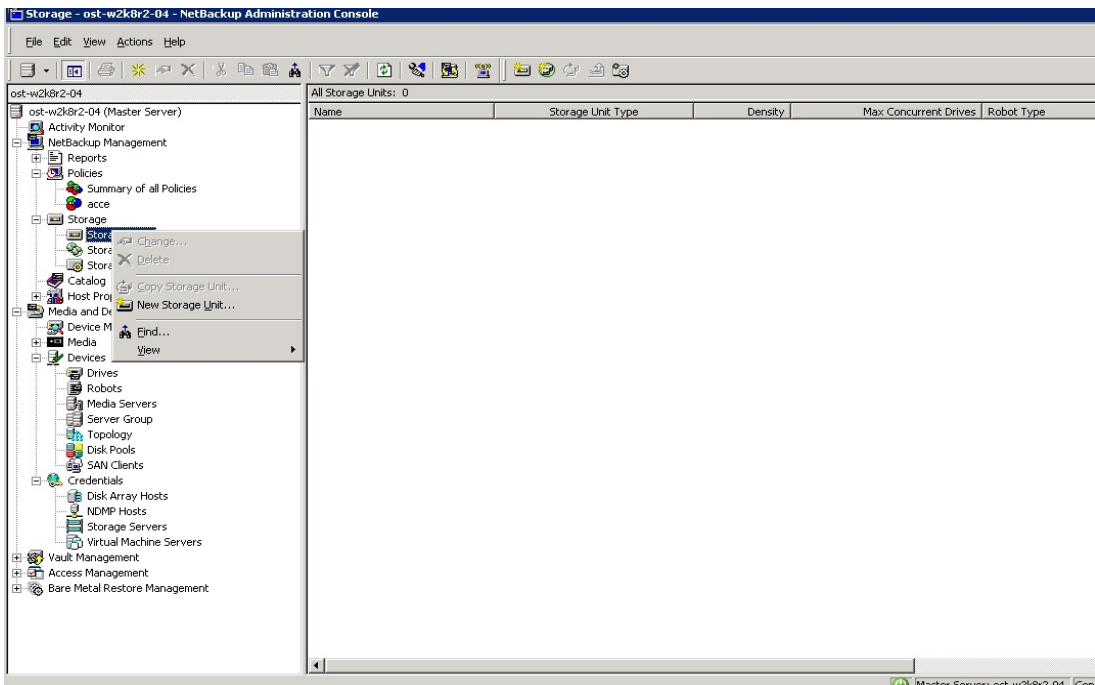 Storage - ost-w2k8r2-04 - NetBackup Administration Console
File Edit View Actions Help
ost-w2k8r2-04
All Storage Units: 0
Name Storage Unit Type Density Max Concurrent Drives Robot Type
ost-w2k8r2-04 (Master Server)
Activity Monitor
NetBackup Management
Reports
Policies
Summary of all Policies
acce
Storage
Stora
Stora
Stora
Catalog
Host Prop
Media and De
Device M
Media
Devices
Drives
Robots
Media Servers
Server Group
Topology
Disk Pools
SAN Clients
Credentials
Disk Array Hosts
NDMP Hosts
Storage Servers
Virtual Machine Servers
Vault Management
Access Management
Bare Metal Restore Management
Change...
Delete
Copy Storage Unit...
New Storage Unit...
Find...
View
Master Server: ost-w2k8r2-04